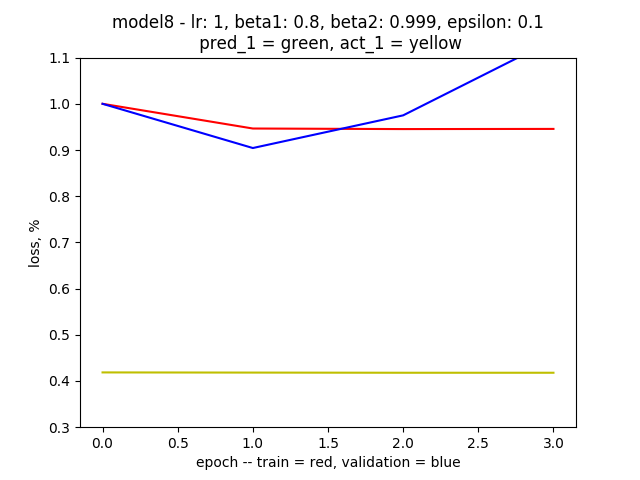 model8 - lr: 1, beta1: 0.8, beta2: 0.999, epsilon: 0.1
pred_1 = green, act_1 = yellow
1.1
1.0
0.9
0.8
0.7
0.6
0.5
0.4
0.3
loss, %
0.0 0.5 1.0 1.5 2.0 2.5 3.0
epoch -- train = red, validation = blue